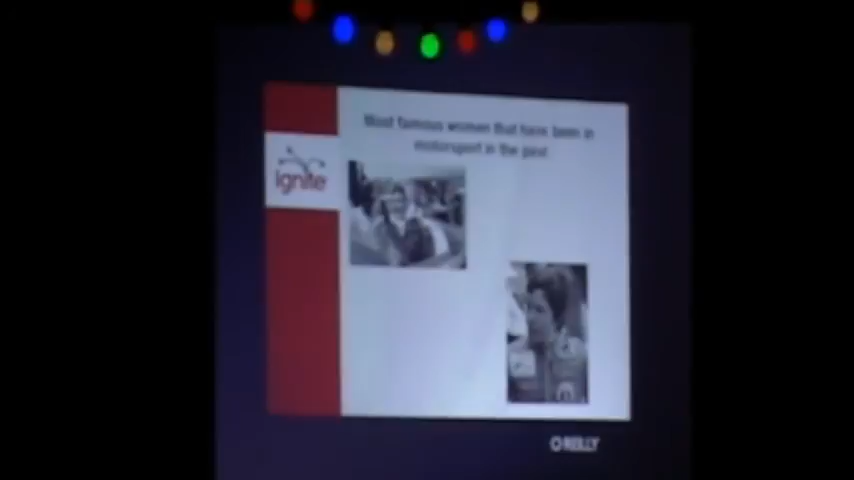 Most famous women that have been in
motorsport in the past
ignite
O'REILLY